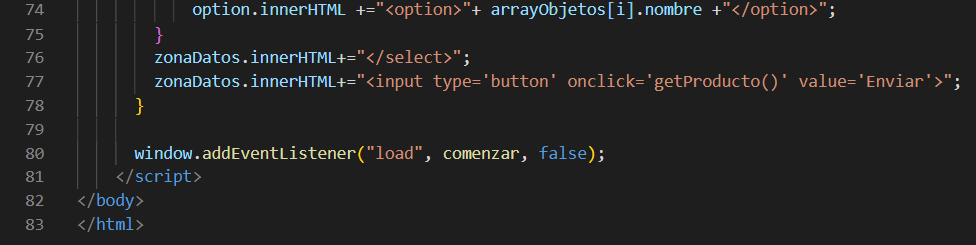 74 option.innerHTML +="<option>"+ arrayObjetos[i].nombre +"</option>";
75 }
76 zonaDatos.innerHTML+="</select>";
77 zonaDatos.innerHTML+="<input type='button' onclick='getProducto()' value='Enviar'>";
78 }
79
80 window.addEventListener("load", comenzar, false);
81 </script>
82 </body>
83 </html>